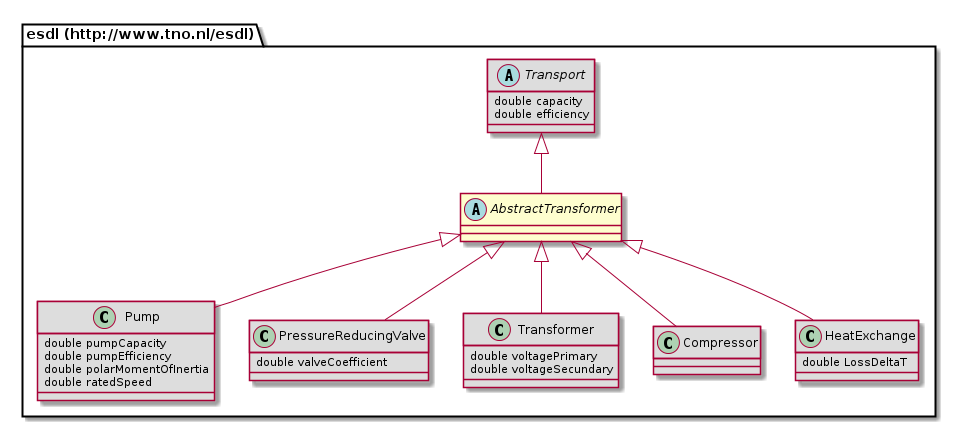 esdl (http://www.tno.nl/esdl)
A Transport
double capacity
double efficiency
A AbstractTransformer
C Pump
double pumpCapacity
double pumpEfficiency
double polarMomentOfInertia
double ratedSpeed
C PressureReducingValve
double valveCoefficient
C Transformer
double voltagePrimary
double voltageSecundary
C Compressor
C HeatExchange
double LossDeltaT